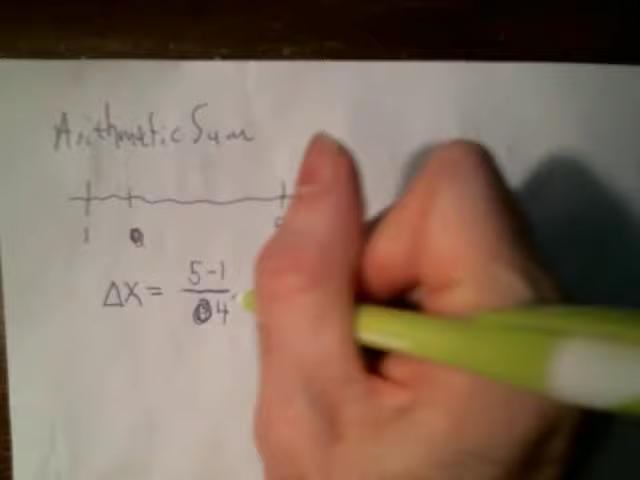 Arithmetic Sum
1
Δx = 5-1
4